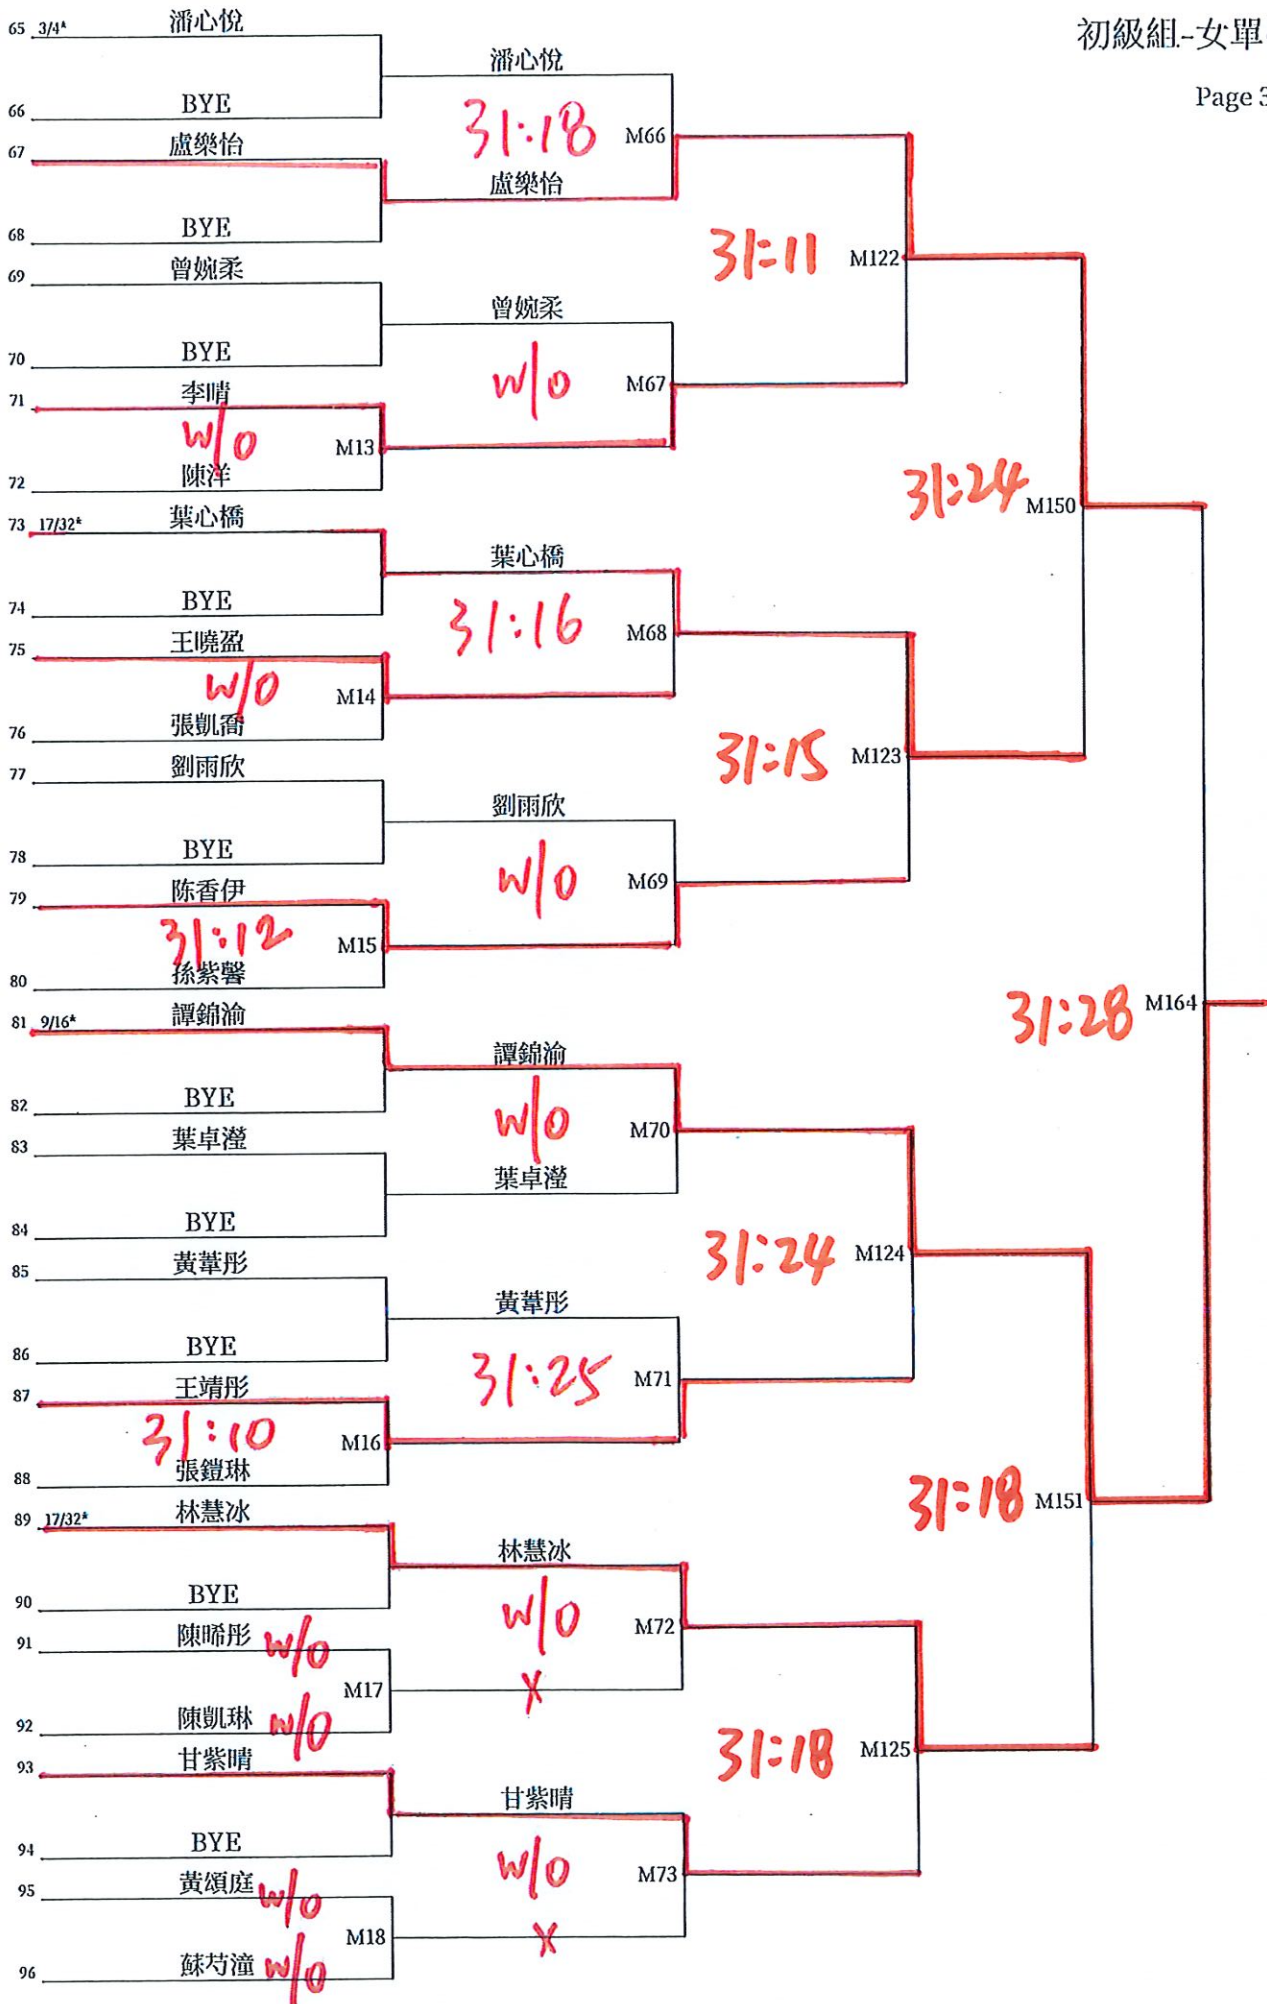 初級組-女單
Page 3
65 3/4* 潘心悅
潘心悅
66 BYE
31:18 M66
67 盧樂怡
盧樂怡
68 BYE
31:11 M122
69 曾婉柔
曾婉柔
70 BYE
W/O M67
71 李晴
W/O M13
72 陳洋
31:24 M150
73 17/32* 葉心橋
葉心橋
74 BYE
31:16 M68
75 王曉盈
W/O M14
76 張凱喬
31:15 M123
77 劉雨欣
劉雨欣
78 BYE
W/O M69
79 陈香伊
31:12 M15
80 孫紫馨
31:28 M164
81 9/16* 譚錦渝
譚錦渝
82 BYE
W/O M70
83 葉卓瀅
葉卓瀅
84 BYE
31:24 M124
85 黃葦彤
黃葦彤
86 BYE
31:25 M71
87 王靖彤
31:10 M16
88 張鎧琳
31:18 M151
89 17/32* 林慧冰
林慧冰
90 BYE
W/O M72
91 陳晞彤 W/O
M17 X
92 陳凱琳 W/O
31:18 M125
93 甘紫晴
甘紫晴
94 BYE
W/O M73
95 黃頌庭 W/O
M18 X
96 蘇芍潼 W/O